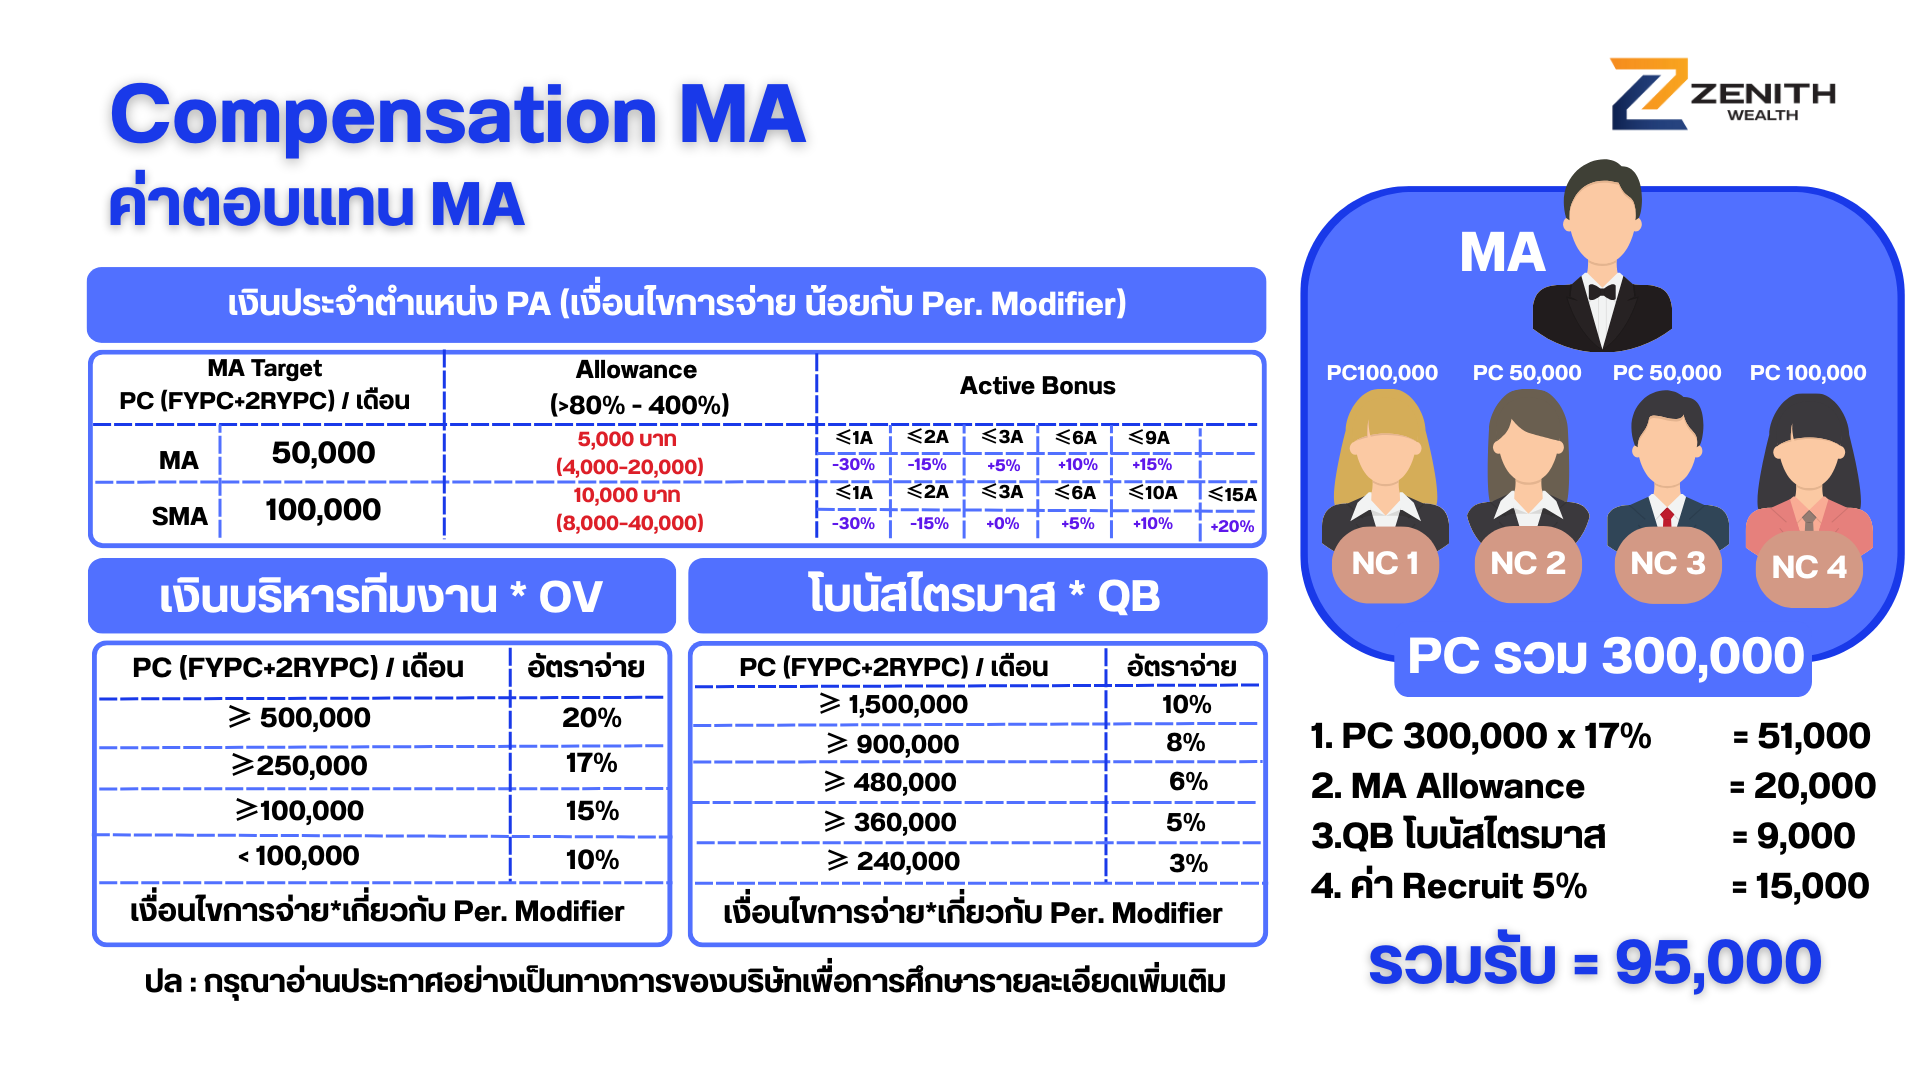 Compensation MA
ค่าตอบแทน MA
ZENITH
WEALTH
เงินประจำตำแหน่ง PA (เงื่อนไขการจ่าย น้อยกับ Per. Modifier)
MA Target
PC (FYPC+2RYPC) / เดือน
Allowance
(>80% - 400%)
Active Bonus
MA 50,000
5,000 บาท
(4,000-20,000)
⩽1A ⩽2A ⩽3A ⩽6A ⩽9A
-30% -15% +5% +10% +15%
SMA 100,000
10,000 บาท
(8,000-40,000)
⩽1A ⩽2A ⩽3A ⩽6A ⩽10A ⩽15A
-30% -15% +0% +5% +10% +20%
เงินบริหารทีมงาน * OV
PC (FYPC+2RYPC) / เดือน อัตราจ่าย
⩾ 500,000 20%
⩾250,000 17%
⩾100,000 15%
< 100,000 10%
เงื่อนไขการจ่าย*เกี่ยวกับ Per. Modifier
โบนัสไตรมาส * QB
PC (FYPC+2RYPC) / เดือน อัตราจ่าย
⩾ 1,500,000 10%
⩾ 900,000 8%
⩾ 480,000 6%
⩾ 360,000 5%
⩾ 240,000 3%
เงื่อนไขการจ่าย*เกี่ยวกับ Per. Modifier
ปล : กรุณาอ่านประกาศอย่างเป็นทางการของบริษัทเพื่อการศึกษารายละเอียดเพิ่มเติม
MA
PC100,000 PC 50,000 PC 50,000 PC 100,000
NC 1 NC 2 NC 3 NC 4
PC รวม 300,000
1. PC 300,000 x 17% = 51,000
2. MA Allowance = 20,000
3.QB โบนัสไตรมาส = 9,000
4. ค่า Recruit 5% = 15,000
รวมรับ = 95,000